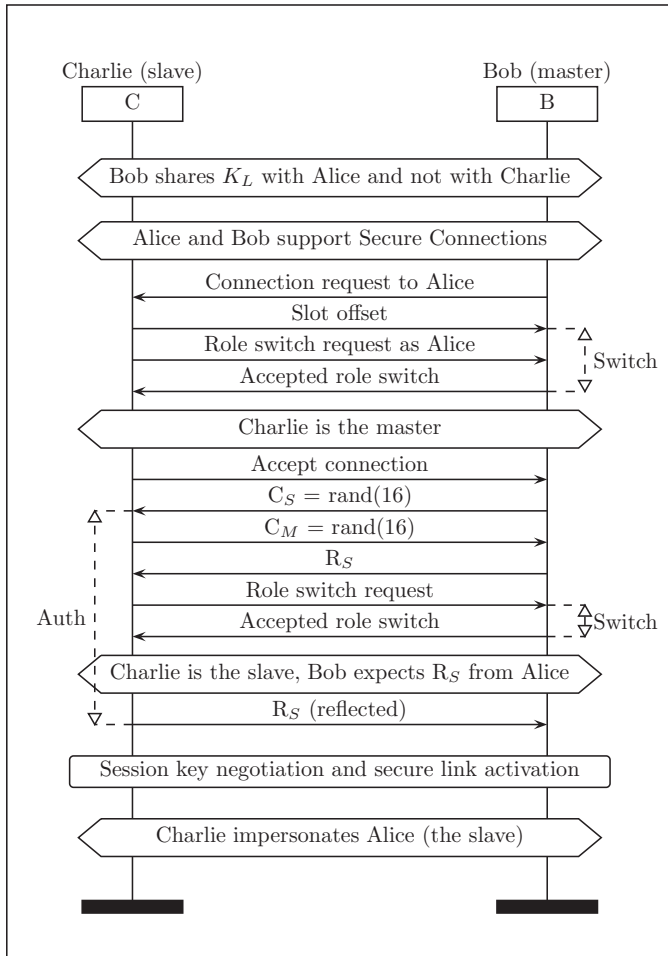 Charlie (slave) Bob (master)
C B
Bob shares K_L with Alice and not with Charlie
Alice and Bob support Secure Connections
Connection request to Alice
Slot offset
Role switch request as Alice
Switch
Accepted role switch
Charlie is the master
Accept connection
C_S = rand(16)
C_M = rand(16)
R_S
Role switch request
Auth
Accepted role switch
Switch
Charlie is the slave, Bob expects R_S from Alice
R_S (reflected)
Session key negotiation and secure link activation
Charlie impersonates Alice (the slave)